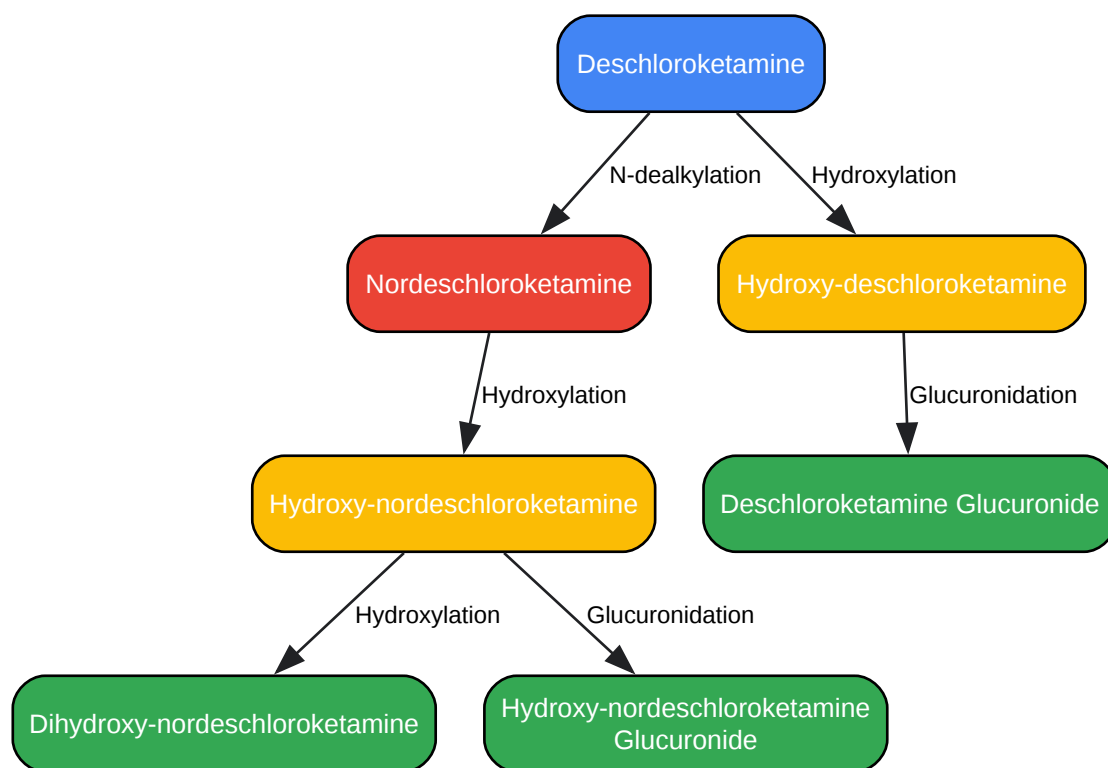 Deschloroketamine
N-dealkylation
Hydroxylation
Nordeschloroketamine
Hydroxy-deschloroketamine
Hydroxylation
Glucuronidation
Hydroxy-nordeschloroketamine
Deschloroketamine Glucuronide
Hydroxylation
Glucuronidation
Dihydroxy-nordeschloroketamine
Hydroxy-nordeschloroketamine
Glucuronide